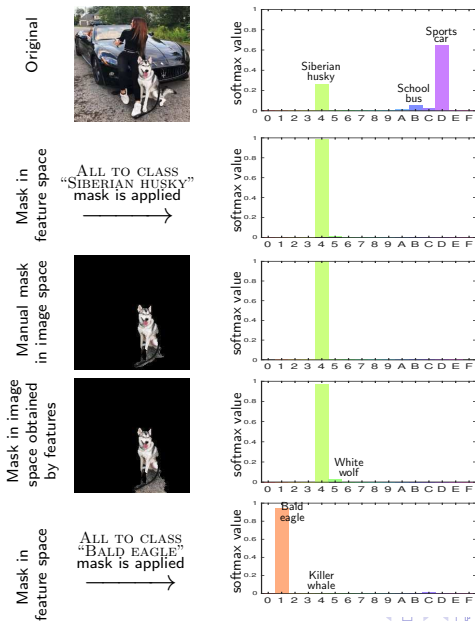 Original
softmax value
1
0.8
0.6
0.4
0.2
0
Siberian
husky
School
bus
Sports
car
0 1 2 3 4 5 6 7 8 9 A B C D E F
Mask in
feature space
ALL TO CLASS
“SIBERIAN HUSKY”
mask is applied
softmax value
1
0.8
0.6
0.4
0.2
0
0 1 2 3 4 5 6 7 8 9 A B C D E F
Manual mask
in image space
softmax value
1
0.8
0.6
0.4
0.2
0
0 1 2 3 4 5 6 7 8 9 A B C D E F
Mask in image
space obtained
by features
softmax value
1
0.8
0.6
0.4
0.2
0
White
wolf
0 1 2 3 4 5 6 7 8 9 A B C D E F
Mask in
feature space
ALL TO CLASS
“BALD EAGLE”
mask is applied
softmax value
1
0.8
0.6
0.4
0.2
0
Bald
eagle
Killer
whale
0 1 2 3 4 5 6 7 8 9 A B C D E F